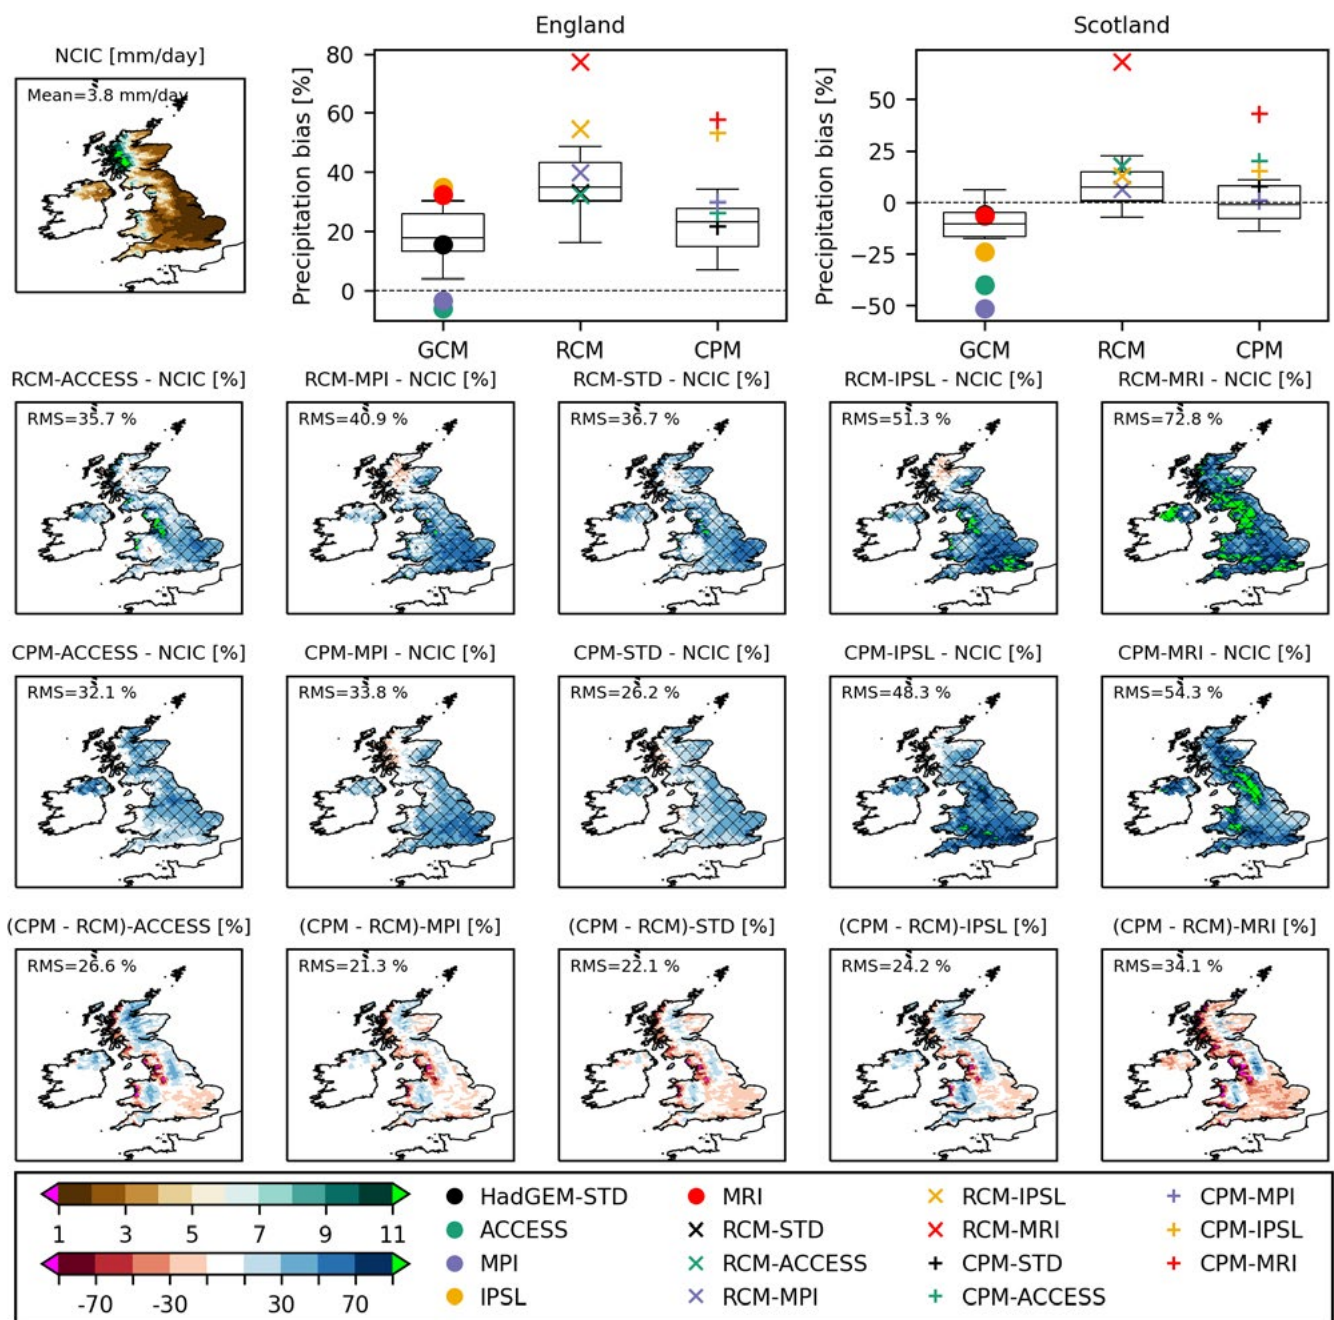 England
Scotland
NCIC [mm/day]
Mean=3.8 mm/day
Precipitation bias [%]
80
60
40
20
0
GCM RCM CPM
Precipitation bias [%]
50
25
0
−25
−50
GCM RCM CPM
RCM-ACCESS - NCIC [%] RCM-MPI - NCIC [%] RCM-STD - NCIC [%] RCM-IPSL - NCIC [%] RCM-MRI - NCIC [%]
RMS=35.7 % RMS=40.9 % RMS=36.7 % RMS=51.3 % RMS=72.8 %
CPM-ACCESS - NCIC [%] CPM-MPI - NCIC [%] CPM-STD - NCIC [%] CPM-IPSL - NCIC [%] CPM-MRI - NCIC [%]
RMS=32.1 % RMS=33.8 % RMS=26.2 % RMS=48.3 % RMS=54.3 %
(CPM - RCM)-ACCESS [%] (CPM - RCM)-MPI [%] (CPM - RCM)-STD [%] (CPM - RCM)-IPSL [%] (CPM - RCM)-MRI [%]
RMS=26.6 % RMS=21.3 % RMS=22.1 % RMS=24.2 % RMS=34.1 %
1 3 5 7 9 11
-70 -30 30 70
HadGEM-STD MRI RCM-IPSL CPM-MPI
ACCESS RCM-STD RCM-MRI CPM-IPSL
MPI RCM-ACCESS CPM-STD CPM-MRI
IPSL RCM-MPI CPM-ACCESS